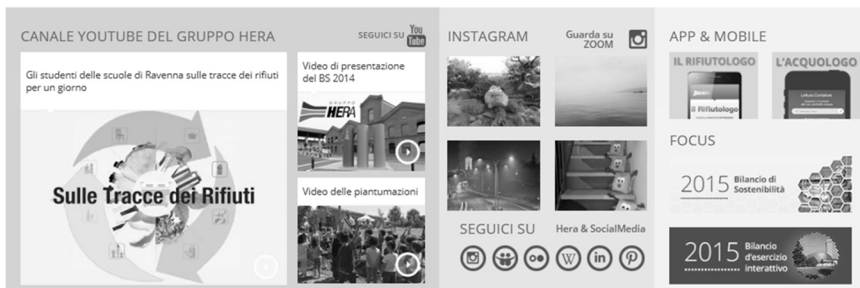 CANALE YOUTUBE DEL GRUPPO HERA
SEGUICI SU
You
Tube
Gli studenti delle scuole di Ravenna sulle tracce dei rifiuti
per un giorno
Sulle Tracce dei Rifiuti
Video di presentazione
del BS 2014
GRUPPO
HERA
Video delle piantumazioni
INSTAGRAM
Guarda su
ZOOM
SEGUICI SU
Hera & SocialMedia
W
in
APP & MOBILE
IL RIFIUTOLOGO
il Rifiutologo
L'ACQUOLOGO
Lettura Contatore
FOCUS
2015 Bilancio di
Sostenibilità
2015 Bilancio
d'esercizio
interattivo